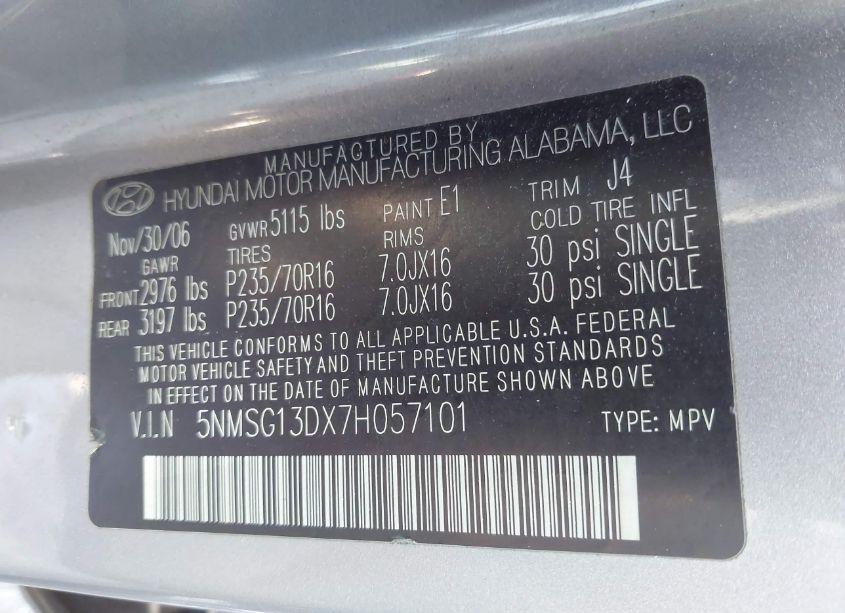 MANUFACTURED BY
HYUNDAI MOTOR MANUFACTURING ALABAMA, LLC
Nov/30/06 GVWR 5115 lbs PAINT E1 TRIM J4
GAWR TIRES RIMS COLD TIRE INFL
FRONT 2976 lbs P235/70R16 7.0JX16 30 psi SINGLE
REAR 3197 lbs P235/70R16 7.0JX16 30 psi SINGLE
THIS VEHICLE CONFORMS TO ALL APPLICABLE U.S.A. FEDERAL
MOTOR VEHICLE SAFETY AND THEFT PREVENTION STANDARDS
IN EFFECT ON THE DATE OF MANUFACTURE SHOWN ABOVE
V.I.N 5NMSG13DX7H057101 TYPE: MPV